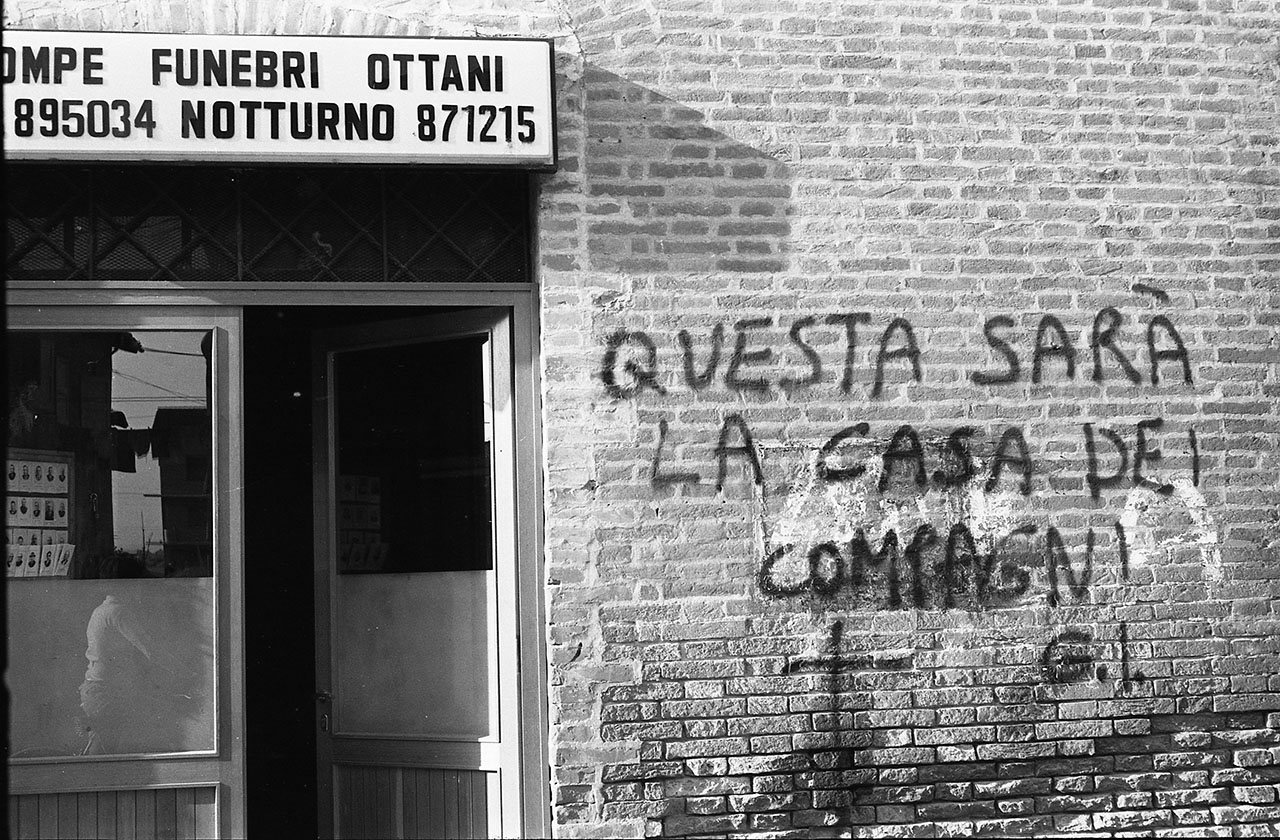 OMPE FUNEBRI OTTANI
895034 NOTTURNO 871215
QUESTA SARÀ
LA CASA DEI
COMPAGNI
G.I.